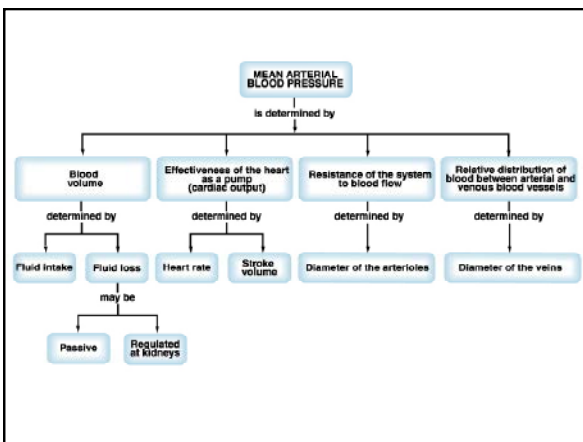 MEAN ARTERIAL
BLOOD PRESSURE
is determined by
Blood
volume
Effectiveness of the heart
as a pump
(cardiac output)
Resistance of the system
to blood flow
Relative distribution of
blood between arterial and
venous blood vessels
determined by
determined by
determined by
determined by
Fluid intake
Fluid loss
Heart rate
Stroke
volume
Diameter of the arterioles
Diameter of the veins
may be
Passive
Regulated
at kidneys